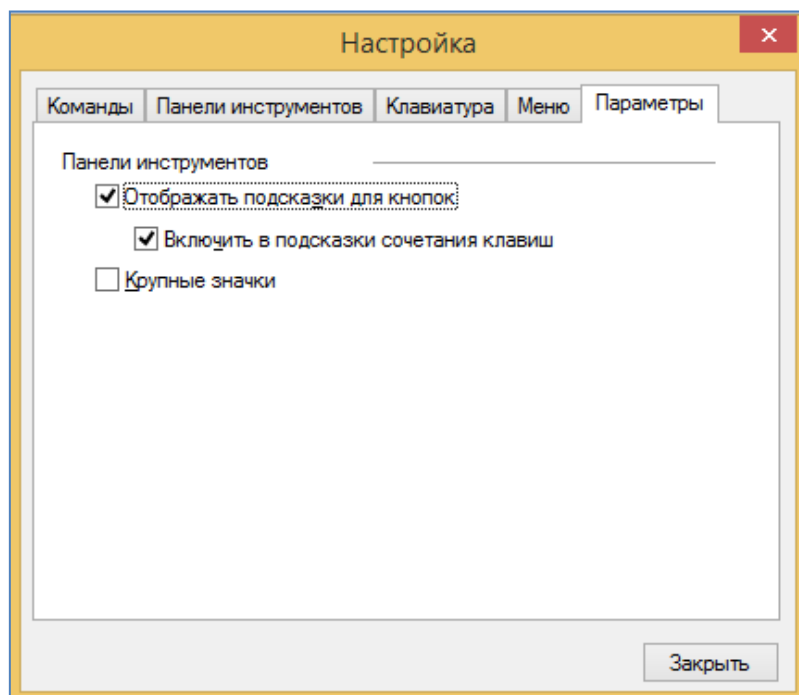 Настройка
Команды Панели инструментов Клавиатура Меню Параметры
Панели инструментов
Отображать подсказки для кнопок
Включить в подсказки сочетания клавиш
Крупные значки
Закрыть